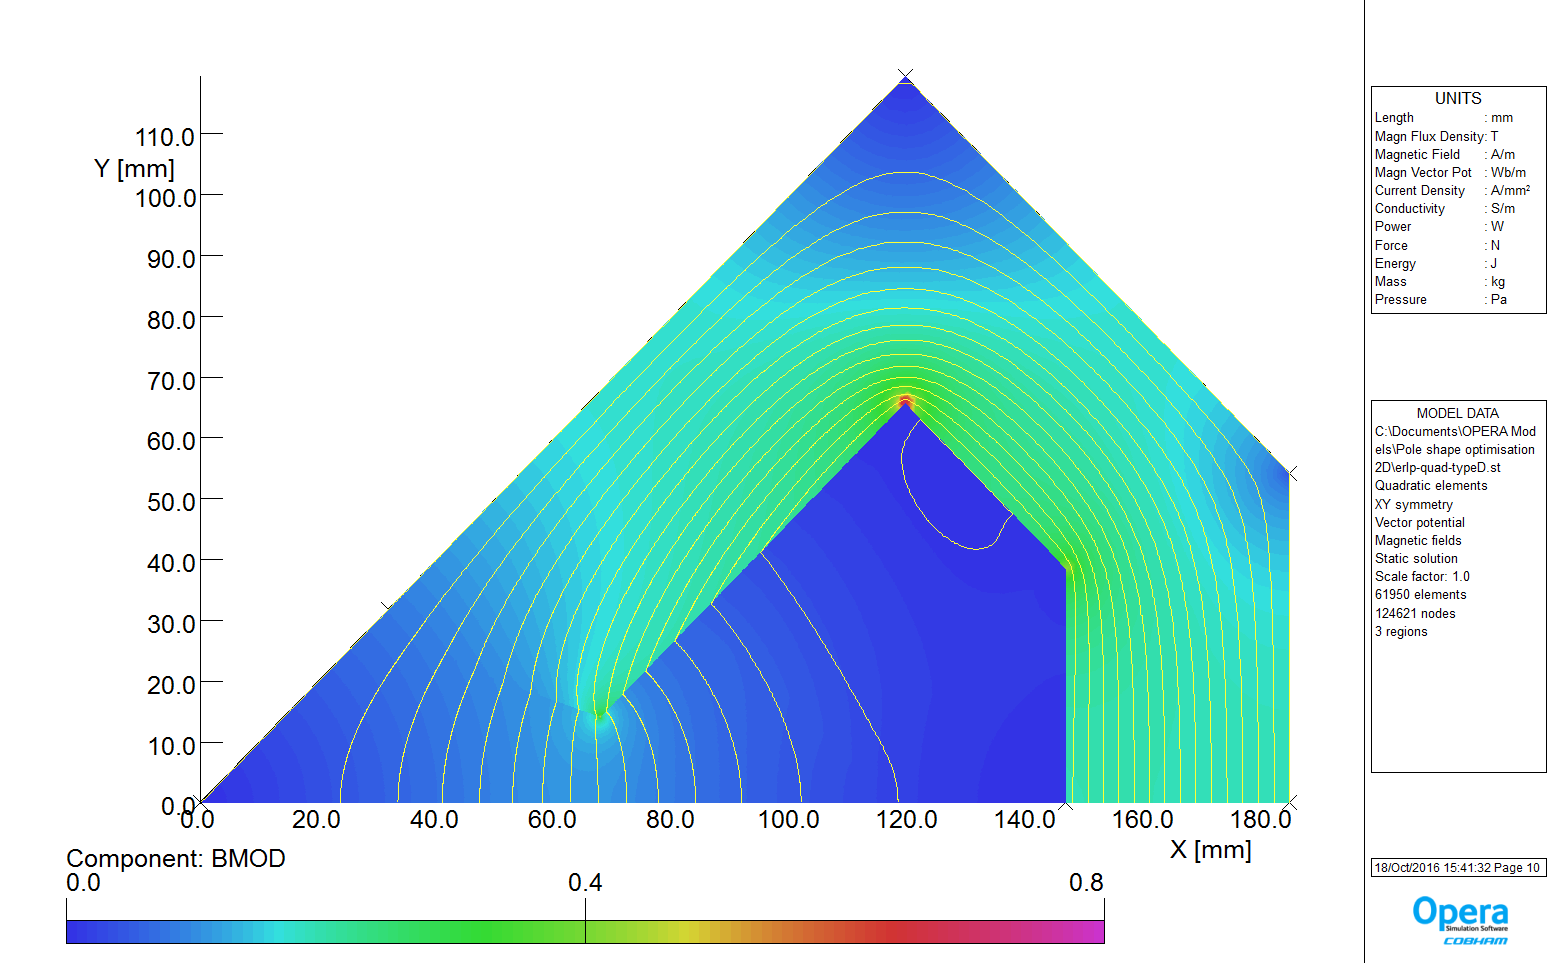 110.0
Y [mm]
100.0
90.0
80.0
70.0
60.0
50.0
40.0
30.0
20.0
10.0
0.0
0.0 20.0 40.0 60.0 80.0 100.0 120.0 140.0 160.0 180.0
X [mm]
Component: BMOD
0.0 0.4 0.8
UNITS
Length : mm
Magn Flux Density: T
Magnetic Field : A/m
Magn Vector Pot : Wb/m
Current Density : A/mm²
Conductivity : S/m
Power : W
Force : N
Energy : J
Mass : kg
Pressure : Pa
MODEL DATA
C:\Documents\OPERA Mod
els\Pole shape optimisation
2D\erlp-quad-typeD.st
Quadratic elements
XY symmetry
Vector potential
Magnetic fields
Static solution
Scale factor: 1.0
61950 elements
124621 nodes
3 regions
18/Oct/2016 15:41:32 Page 10
Opera
Simulation Software
COBHAM